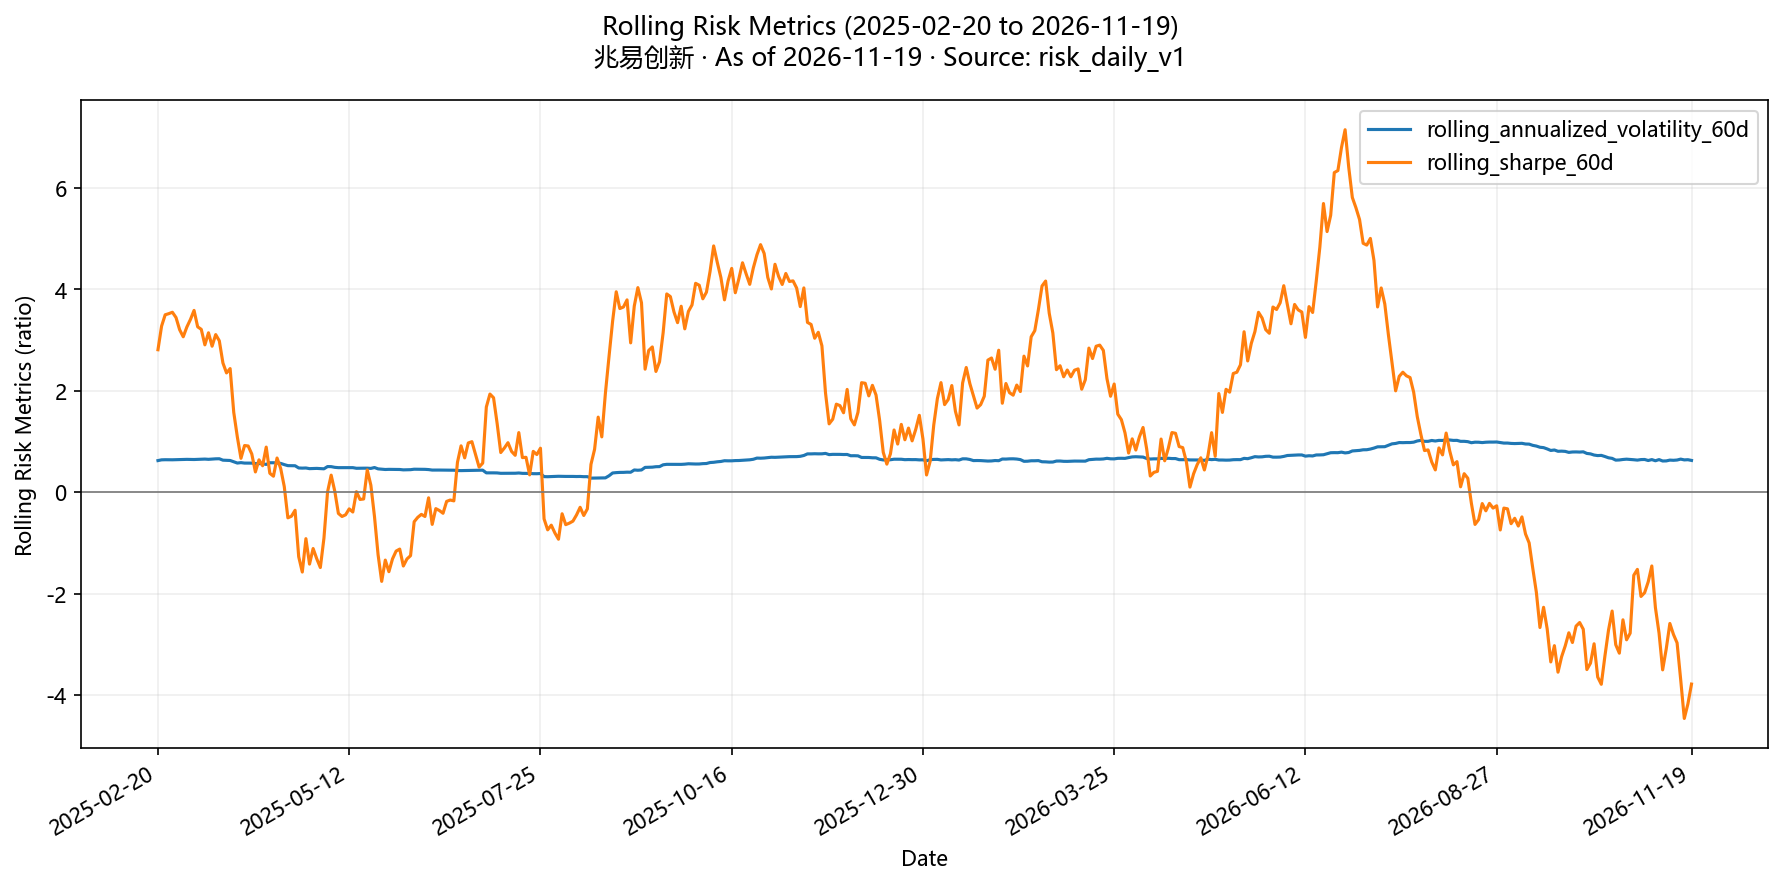 Rolling Risk Metrics (2025-02-20 to 2026-11-19)
兆易创新 · As of 2026-11-19 · Source: risk_daily_v1
rolling_annualized_volatility_60d
rolling_sharpe_60d
Rolling Risk Metrics (ratio)
6
4
2
0
-2
-4
2025-02-20
2025-05-12
2025-07-25
2025-10-16
2025-12-30
2026-03-25
2026-06-12
2026-08-27
2026-11-19
Date